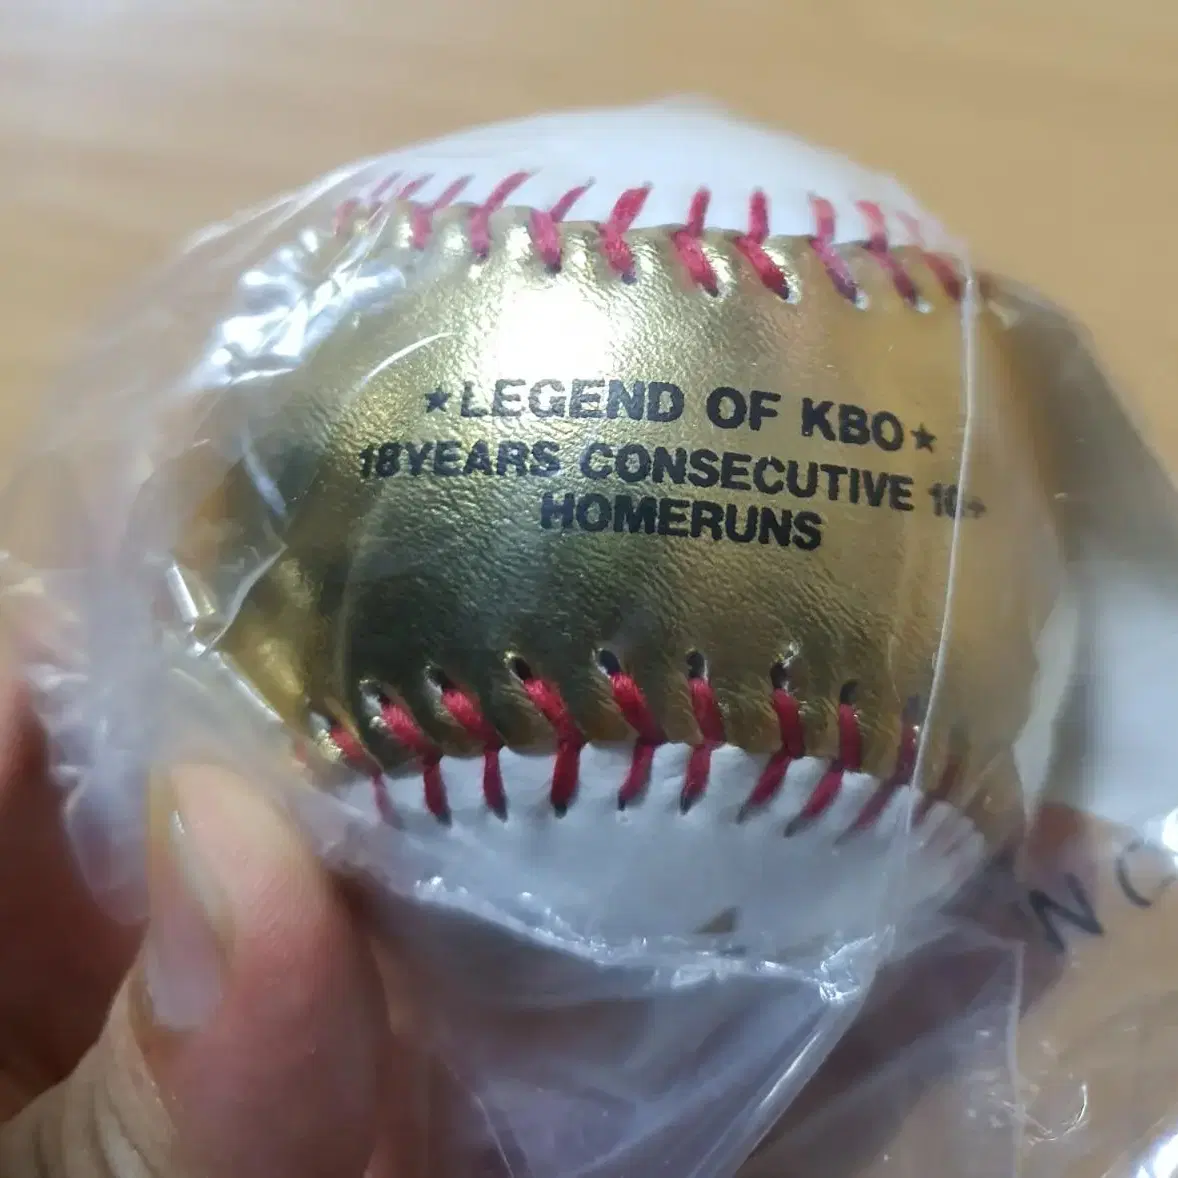 ★LEGEND OF KBO★
18YEARS CONSECUTIVE 10+
HOMERUNS